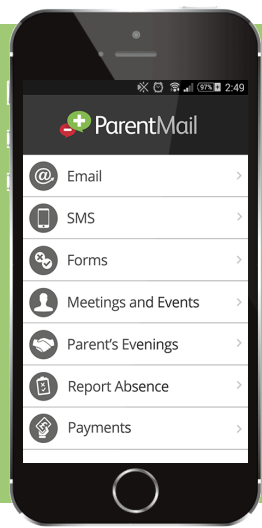 97% 2:49
ParentMail
Email
SMS
Forms
Meetings and Events
Parent's Evenings
Report Absence
Payments